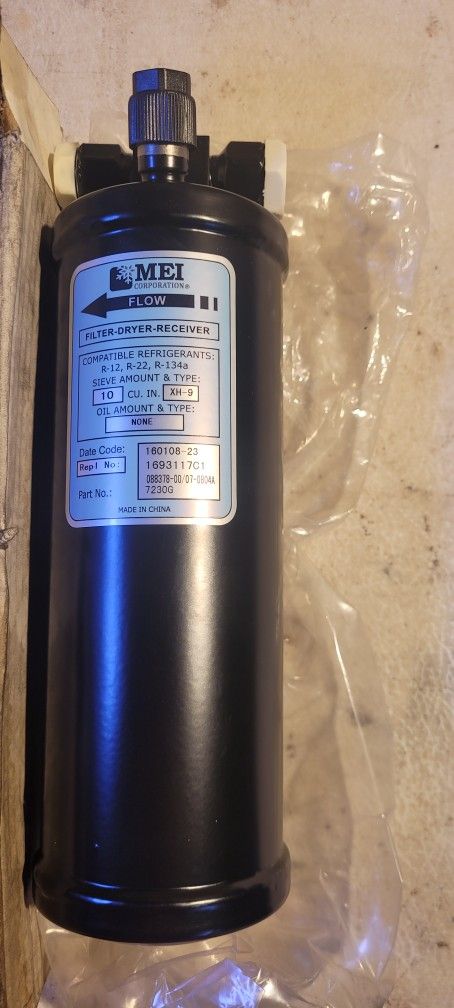 MEI
CORPORATION®
FLOW
FILTER-DRYER-RECEIVER
COMPATIBLE REFRIGERANTS:
R-12, R-22, R-134a
SIEVE AMOUNT & TYPE:
10 CU. IN. XH-9
OIL AMOUNT & TYPE:
NONE
Date Code: 160108-23
Repl No: 1693117C1
088378-00/07-0804A
Part No.: 7230G
MADE IN CHINA